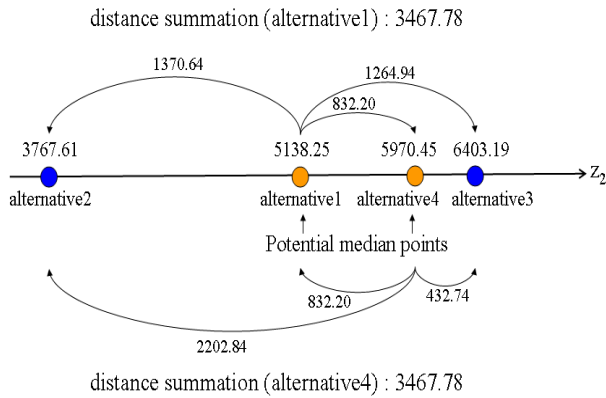 distance summation (alternative1) : 3467.78
1370.64
1264.94
832.20
3767.61 5138.25 5970.45 6403.19
Z2
alternative2 alternative1 alternative4 alternative3
Potential median points
832.20 432.74
2202.84
distance summation (alternative4) : 3467.78